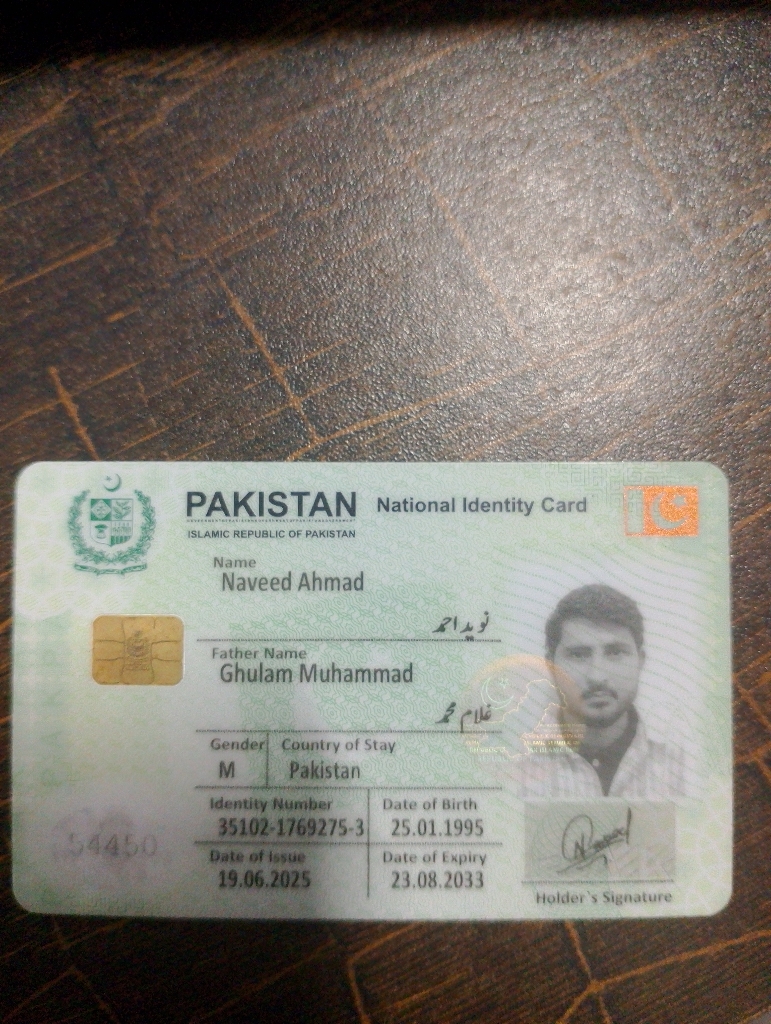 PAKISTAN National Identity Card
ISLAMIC REPUBLIC OF PAKISTAN
Name
Naveed Ahmad
نوید احمد
Father Name
Ghulam Muhammad
غلام محمد
Gender Country of Stay
M Pakistan
Identity Number Date of Birth
35102-1769275-3 25.01.1995
Date of Issue Date of Expiry
19.06.2025 23.08.2033
54450
Holder`s Signature